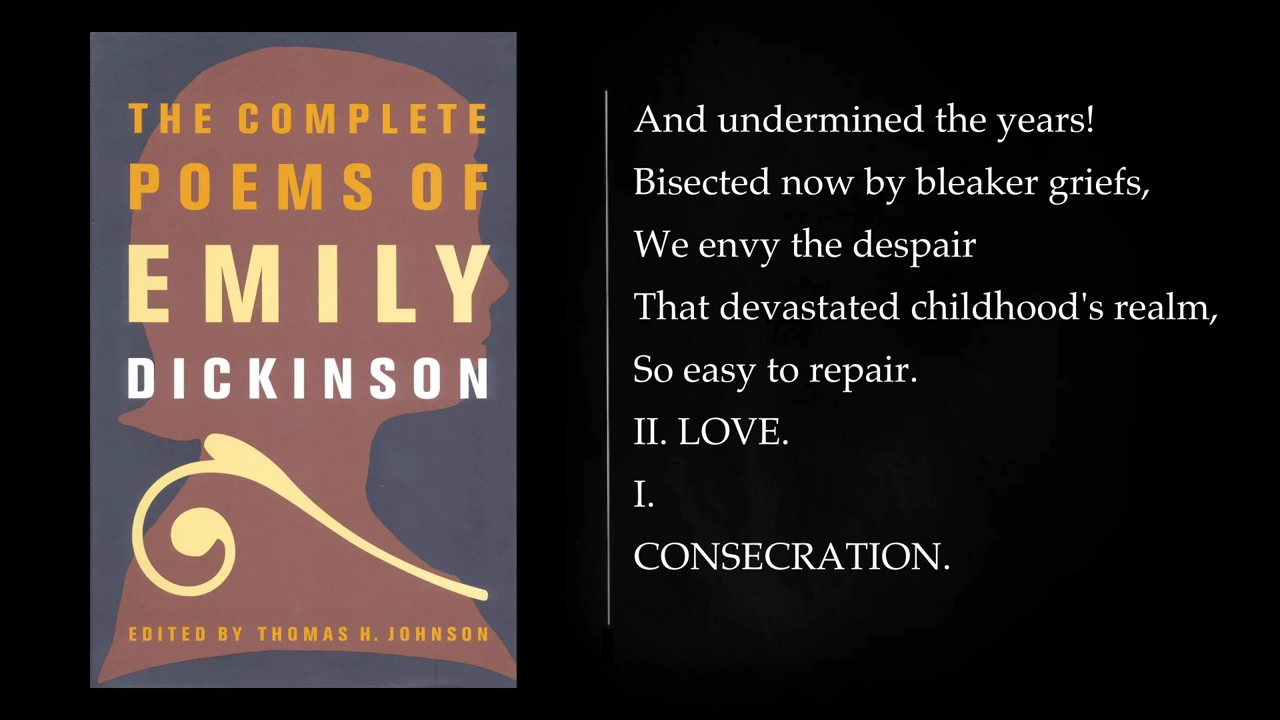 THE COMPLETE
POEMS OF
EMILY
DICKINSON
EDITED BY THOMAS H. JOHNSON
And undermined the years!
Bisected now by bleaker griefs,
We envy the despair
That devastated childhood's realm,
So easy to repair.
II. LOVE.
I.
CONSECRATION.